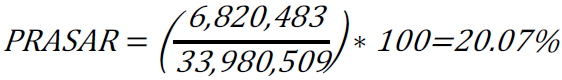 PRASAR = (6,820,483 / 33,980,509) * 100=20.07%